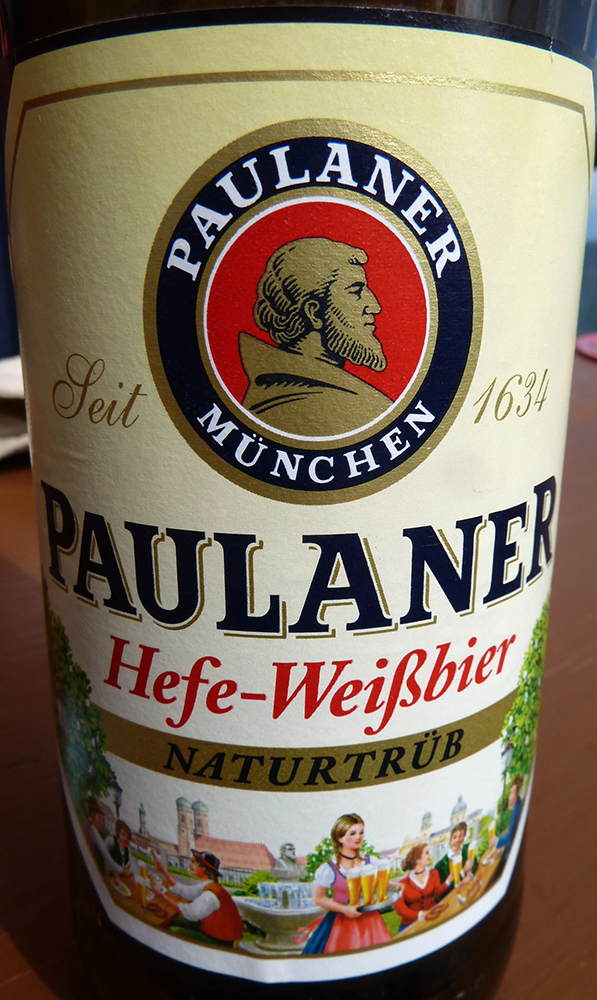 PAULANER
MÜNCHEN
Seit 1634
PAULANER
Hefe-Weißbier
NATURTRÜB